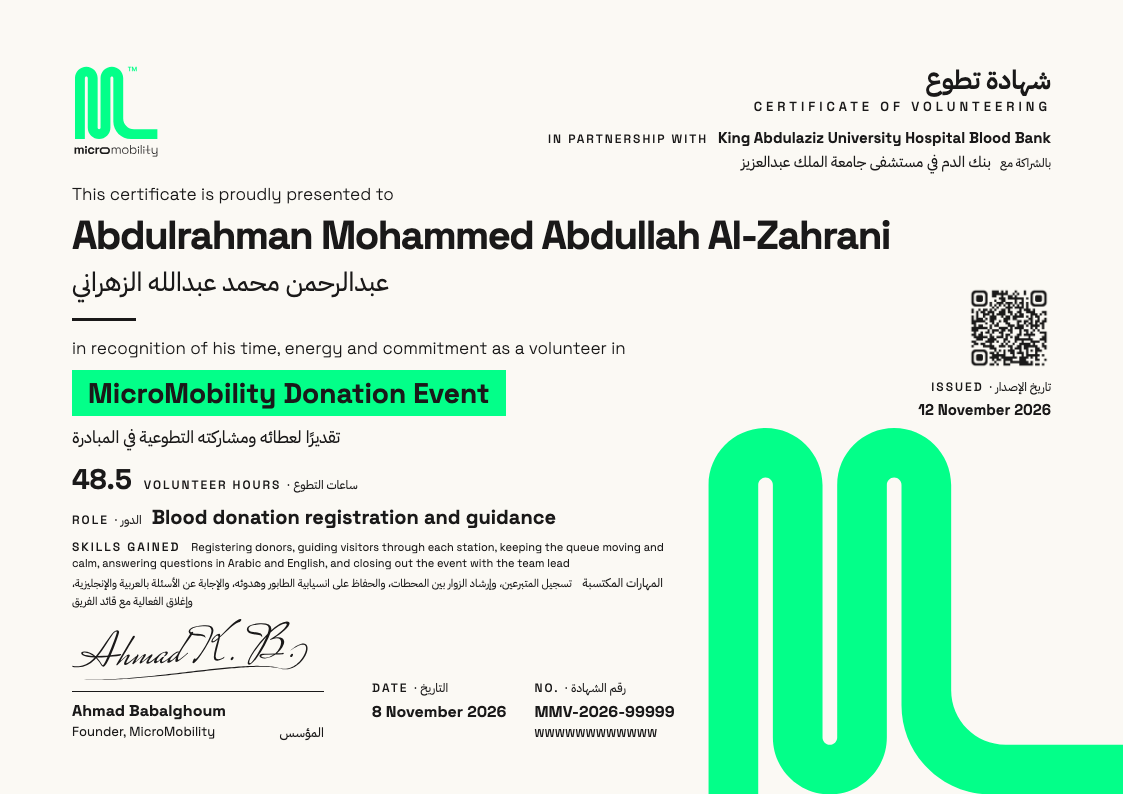 TM
micromobility
شهادة تطوع
CERTIFICATE OF VOLUNTEERING
IN PARTNERSHIP WITH King Abdulaziz University Hospital Blood Bank
بالشراكة مع بنك الدم في مستشفى جامعة الملك عبدالعزيز
This certificate is proudly presented to
Abdulrahman Mohammed Abdullah Al-Zahrani
عبدالرحمن محمد عبدالله الزهراني
in recognition of his time, energy and commitment as a volunteer in
MicroMobility Donation Event
تقديرًا لعطائه ومشاركته التطوعية في المبادرة
ISSUED · تاريخ الإصدار
12 November 2026
48.5 VOLUNTEER HOURS · ساعات التطوع
ROLE · الدور Blood donation registration and guidance
SKILLS GAINED Registering donors, guiding visitors through each station, keeping the queue moving and
calm, answering questions in Arabic and English, and closing out the event with the team lead
المهارات المكتسبة تسجيل المتبرعين، وإرشاد الزوار بين المحطات، والحفاظ على انسيابية الطابور وهدوئه، والإجابة عن الأسئلة بالعربية والإنجليزية،
وإغلاق الفعالية مع قائد الفريق
Ahmad K. B.
Ahmad Babalghoum
Founder, MicroMobility المؤسس
DATE · التاريخ
8 November 2026
NO. · رقم الشهادة
MMV-2026-99999
WWWWWWWWWWWW